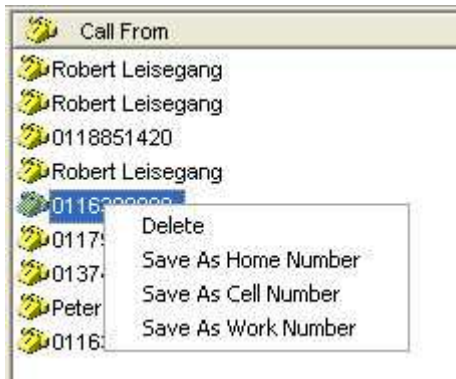 Call From
Robert Leisegang
Robert Leisegang
0118851420
Robert Leisegang
Delete
Save As Home Number
Save As Cell Number
Save As Work Number
Peter